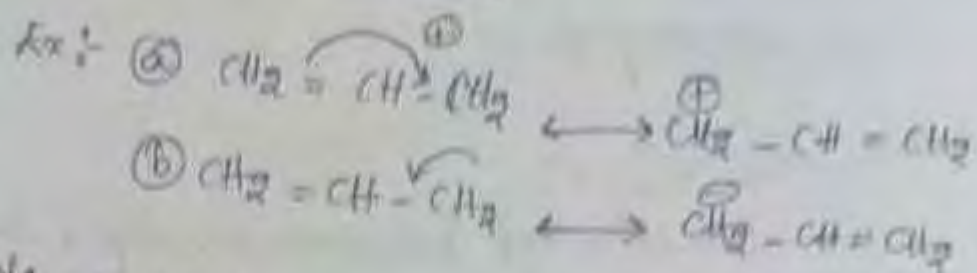 Ex:- ⓐ CH2 = CH - CH2 ⊕ ⟷ ⊕ CH2 - CH = CH2
ⓑ CH2 = CH - CH2 ⟷ ⊖ CH2 - CH = CH2